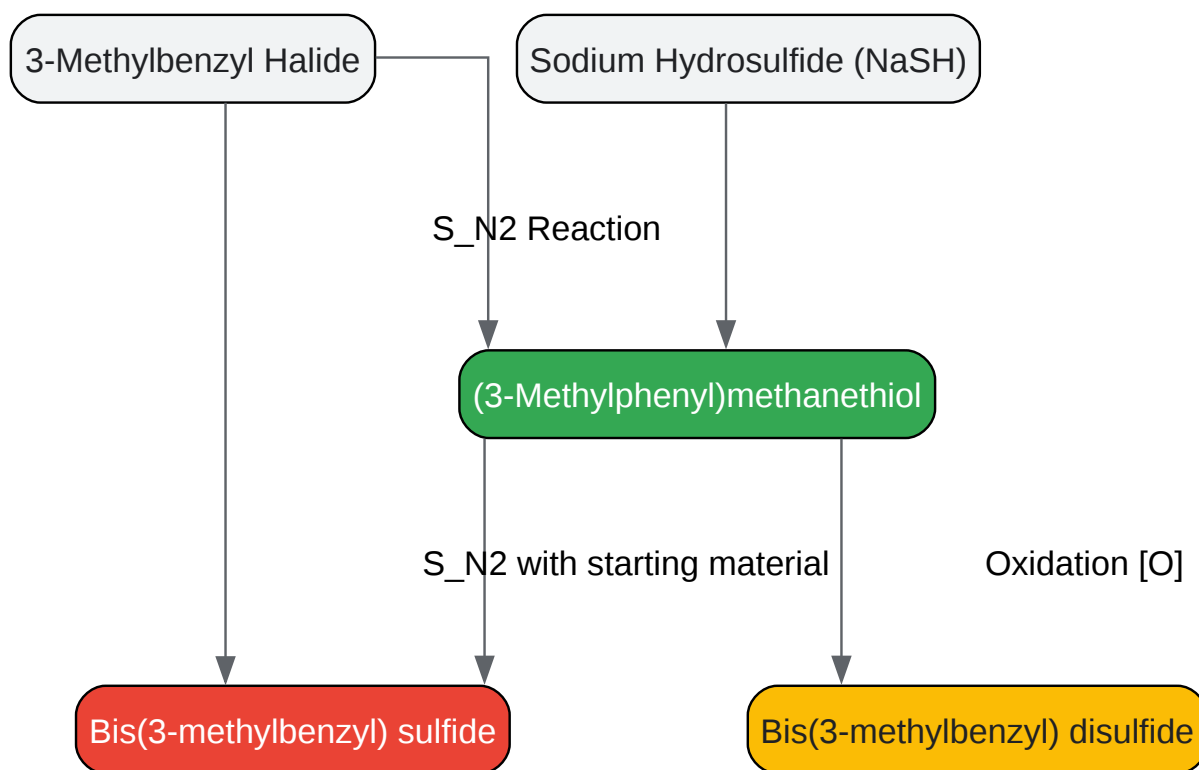 3-Methylbenzyl Halide
Sodium Hydrosulfide (NaSH)
S_N2 Reaction
(3-Methylphenyl)methanethiol
S_N2 with starting material
Oxidation [O]
Bis(3-methylbenzyl) sulfide
Bis(3-methylbenzyl) disulfide